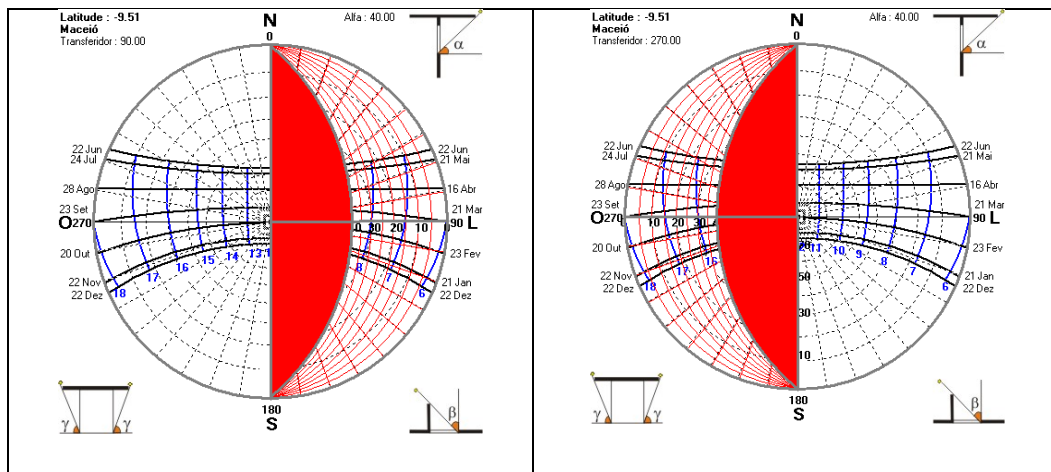 Latitude : -9.51
Maceió
Transferidor : 90.00
N
0
Alfa : 40.00
α
22 Jun
24 Jul
28 Ago
23 Set
O 270
20 Out
22 Nov
22 Dez
22 Jun
21 Mai
16 Abr
21 Mar
90 L
23 Fev
21 Jan
22 Dez
30 20 10
18 17 16 15 14 13
8 7 6
γ γ
β
180
S
Latitude : -9.51
Maceió
Transferidor : 270.00
N
0
Alfa : 40.00
α
22 Jun
24 Jul
28 Ago
23 Set
O 270
20 Out
22 Nov
22 Dez
22 Jun
21 Mai
16 Abr
21 Mar
90 L
23 Fev
21 Jan
22 Dez
10 20 30
18 17 16
11 10 9 8 7 6
50
30
10
γ γ
β
180
S